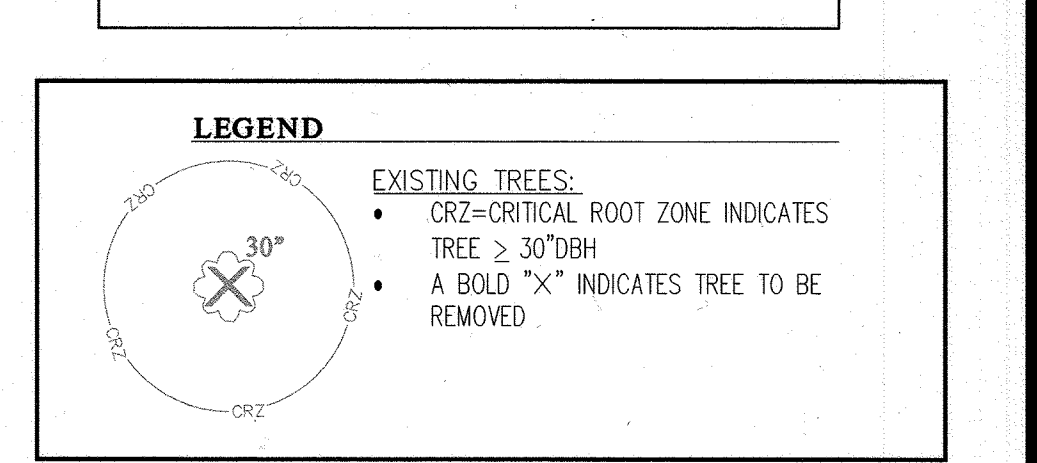 LEGEND
CRZ
CRZ
30"
CRZ
CRZ
CRZ
EXISTING TREES:
• CRZ=CRITICAL ROOT ZONE INDICATES
TREE ≥ 30"DBH
• A BOLD "X" INDICATES TREE TO BE
REMOVED